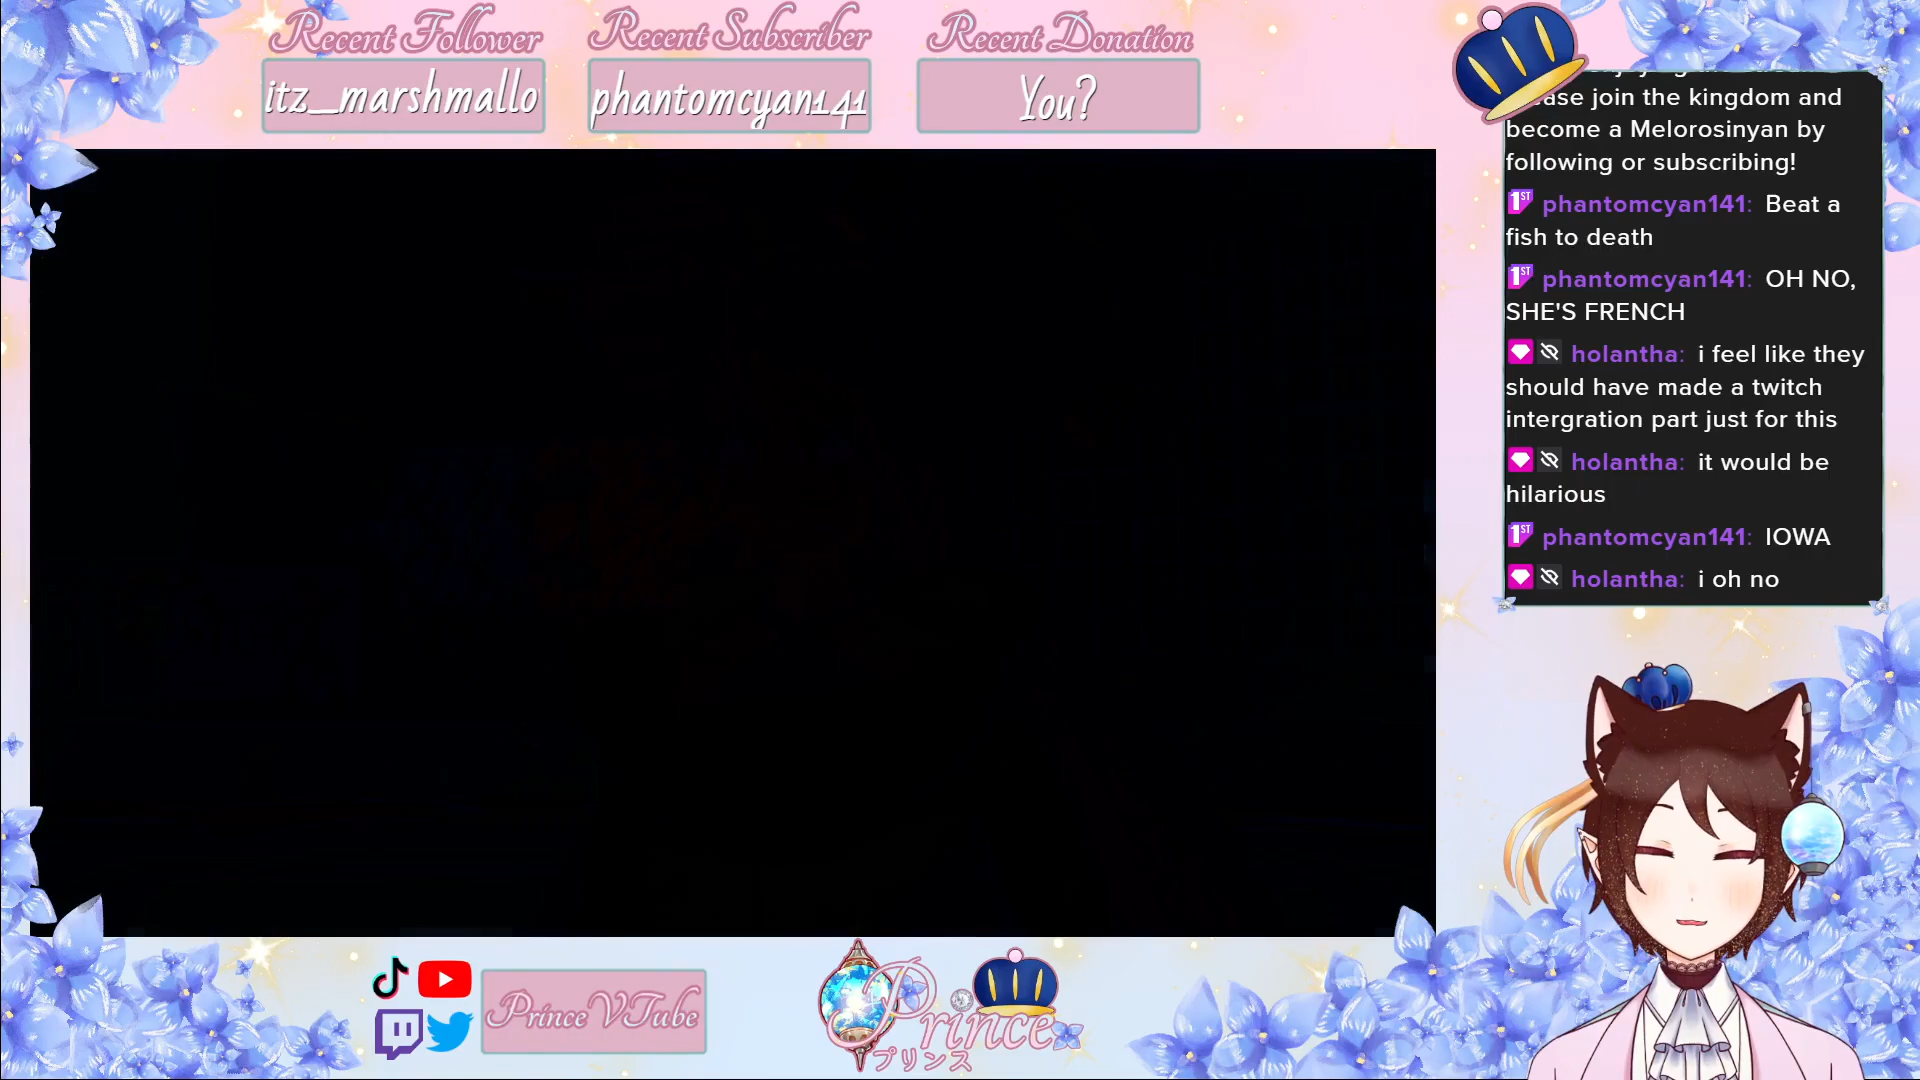 Recent Follower
Recent Subscriber
Recent Donation
itz_marshmallo
phantomcyan141
You?
ase join the kingdom and
become a Melorosinyan by
following or subscribing!
1ST phantomcyan141: Beat a
fish to death
1ST phantomcyan141: OH NO,
SHE'S FRENCH
holantha: i feel like they
should have made a twitch
intergration part just for this
holantha: it would be
hilarious
1ST phantomcyan141: IOWA
holantha: i oh no
Prince VTube
Prince
プリンス